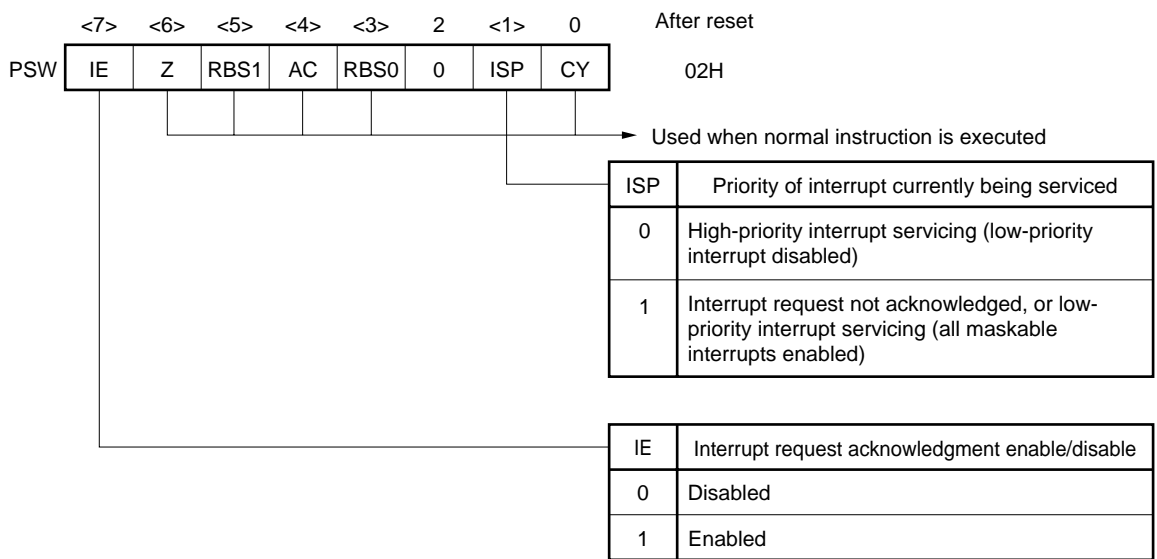 <7> <6> <5> <4> <3> 2 <1> 0 After reset
PSW IE Z RBS1 AC RBS0 0 ISP CY 02H
Used when normal instruction is executed
ISP Priority of interrupt currently being serviced
0 High-priority interrupt servicing (low-priority
interrupt disabled)
1 Interrupt request not acknowledged, or low-
priority interrupt servicing (all maskable
interrupts enabled)
IE Interrupt request acknowledgment enable/disable
0 Disabled
1 Enabled